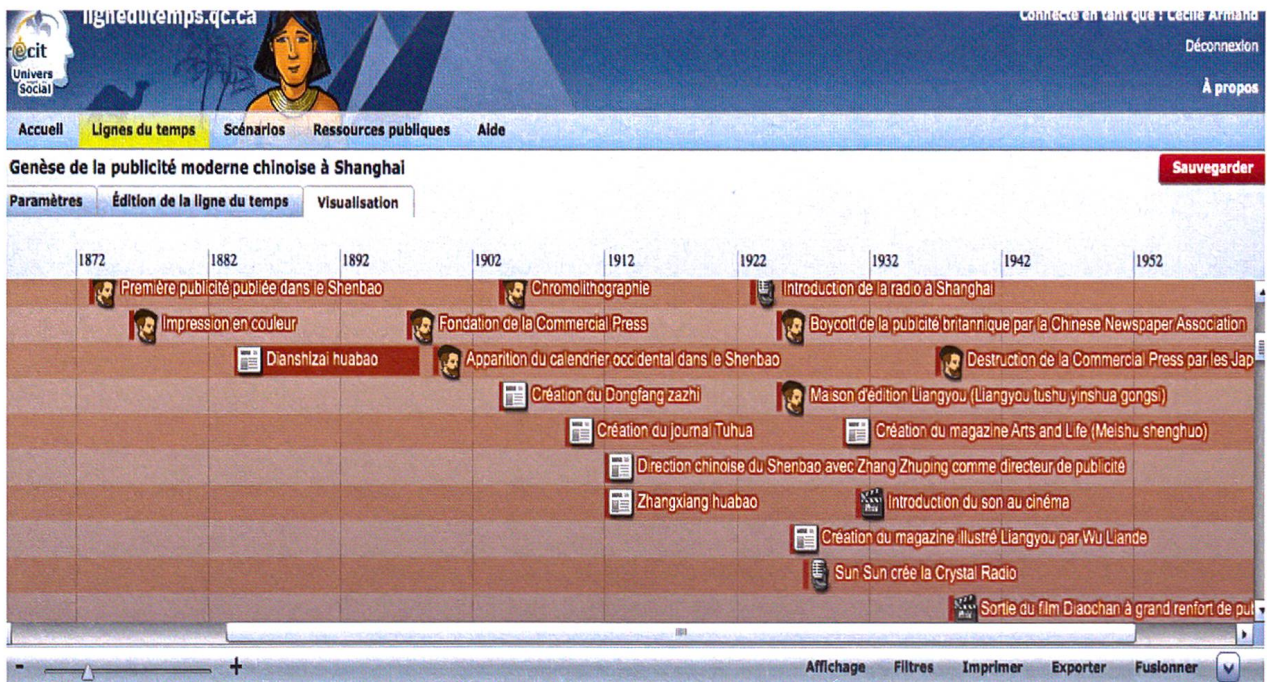 lignedutemps.qc.ca
Connecté en tant que : Cécile Armand
récit
Univers
Social
Déconnexion
À propos
Accueil Lignes du temps Scénarios Ressources publiques Aide
Genèse de la publicité moderne chinoise à Shanghai
Sauvegarder
Paramètres Édition de la ligne du temps Visualisation
1872 1882 1892 1902 1912 1922 1932 1942 1952
Première publicité publiée dans le Shenbao Chromolithographie Introduction de la radio à Shanghai
Impression en couleur Fondation de la Commercial Press Boycott de la publicité britannique par la Chinese Newspaper Association
Dianshizai huabao Apparition du calendrier occidental dans le Shenbao Destruction de la Commercial Press par les Jap
Création du Dongfang zazhi Maison d'édition Liangyou (Liangyou tushu yinshua gongsi)
Création du journal Tuhua Création du magazine Arts and Life (Meishu shenghuo)
Direction chinoise du Shenbao avec Zhang Zhuping comme directeur de publicité
Zhangxiang huabao Introduction du son au cinéma
Création du magazine illustré Liangyou par Wu Liande
Sun Sun crée la Crystal Radio
Sortie du film Diaochan à grand renfort de pub
- +
Affichage Filtres Imprimer Exporter Fusionner